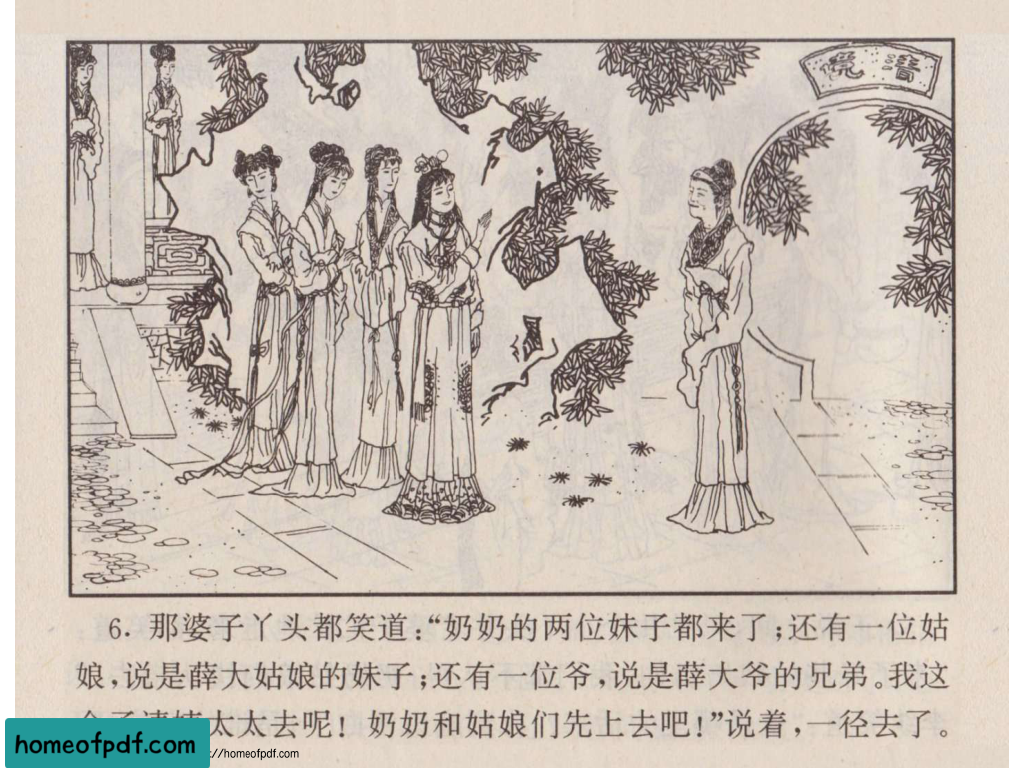 6. 那婆子丫头都笑道:“奶奶的两位妹子都来了;还有一位姑
娘,说是薛大姑娘的妹子;还有一位爷,说是薛大爷的兄弟。我这
太太去呢！奶奶和姑娘们先上去吧!”说着,一径去了。
homeofpdf.com
://homeofpdf.com